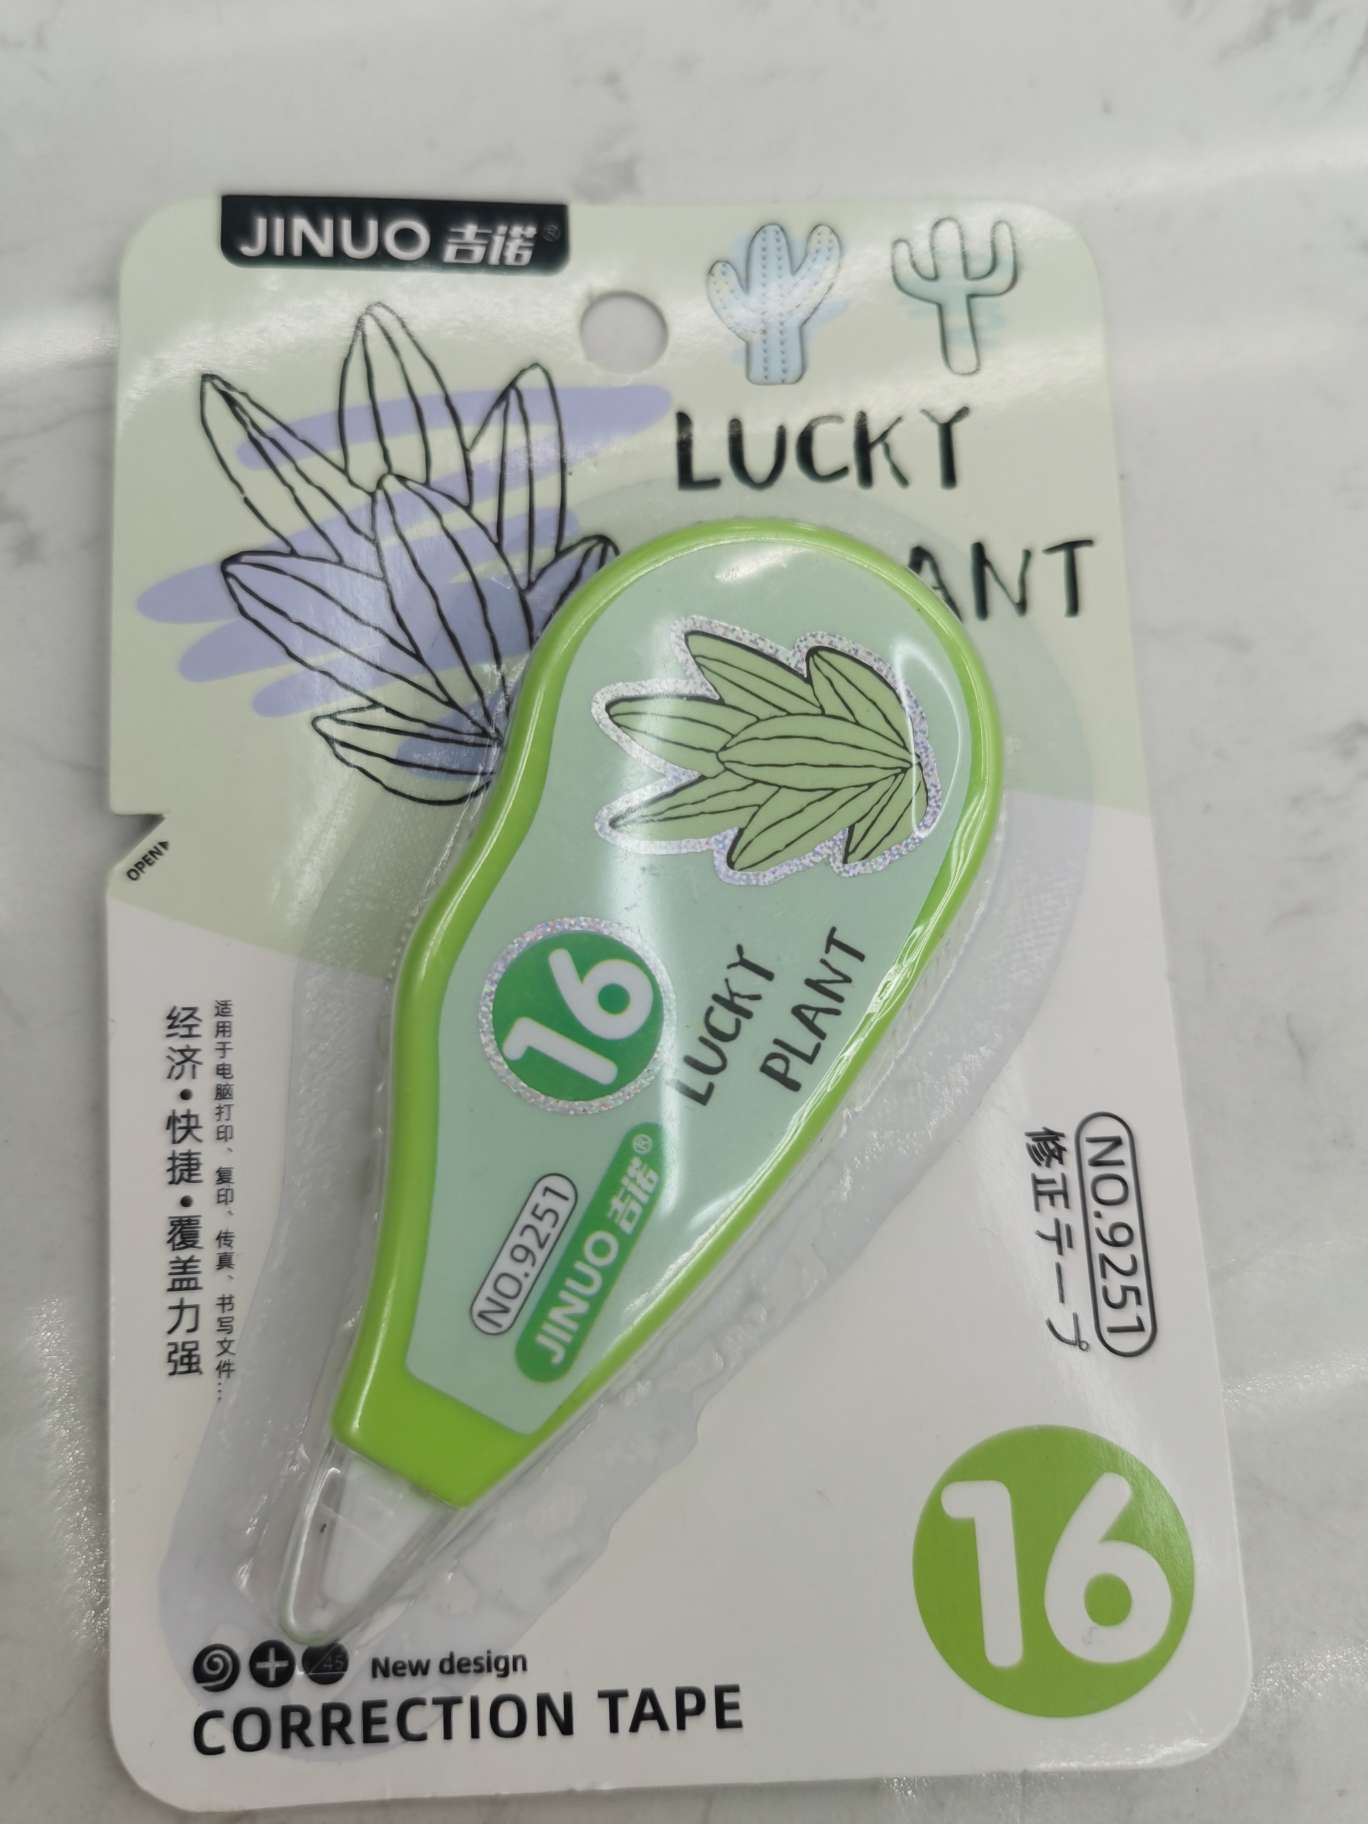 JINUO 吉诺®
LUCKY
ANT
OPEN
16
LUCKY
PLANT
NO.9251
JINUO 吉诺®
经济·快捷·覆盖力强
适用于电脑打印、复印、传真、书写文件...
NO.9251
修正テープ
16
45
New design
CORRECTION TAPE